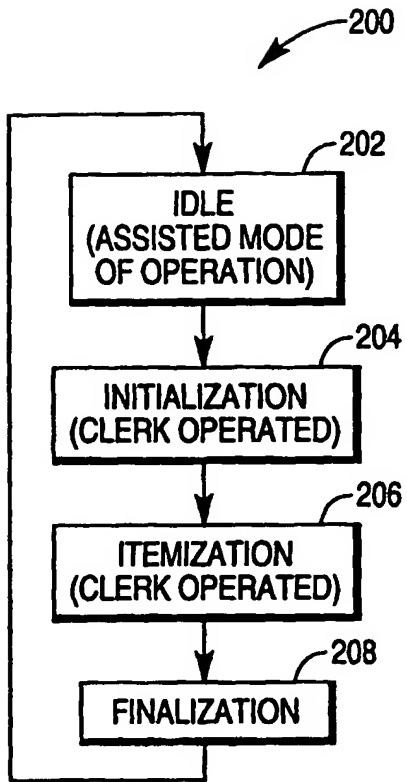 200
202
IDLE
(ASSISTED MODE
OF OPERATION)
204
INITIALIZATION
(CLERK OPERATED)
206
ITEMIZATION
(CLERK OPERATED)
208
FINALIZATION